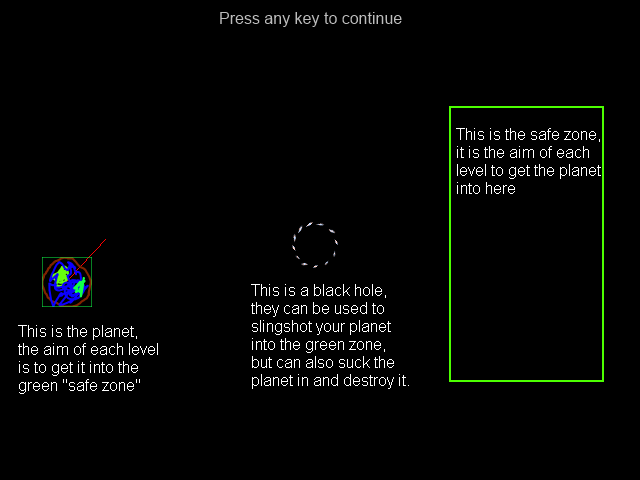 Press any key to continue
This is the planet,
the aim of each level
is to get it into the
green "safe zone"
This is a black hole,
they can be used to
slingshot your planet
into the green zone,
but can also suck the
planet in and destroy it.
This is the safe zone,
it is the aim of each
level to get the planet
into here